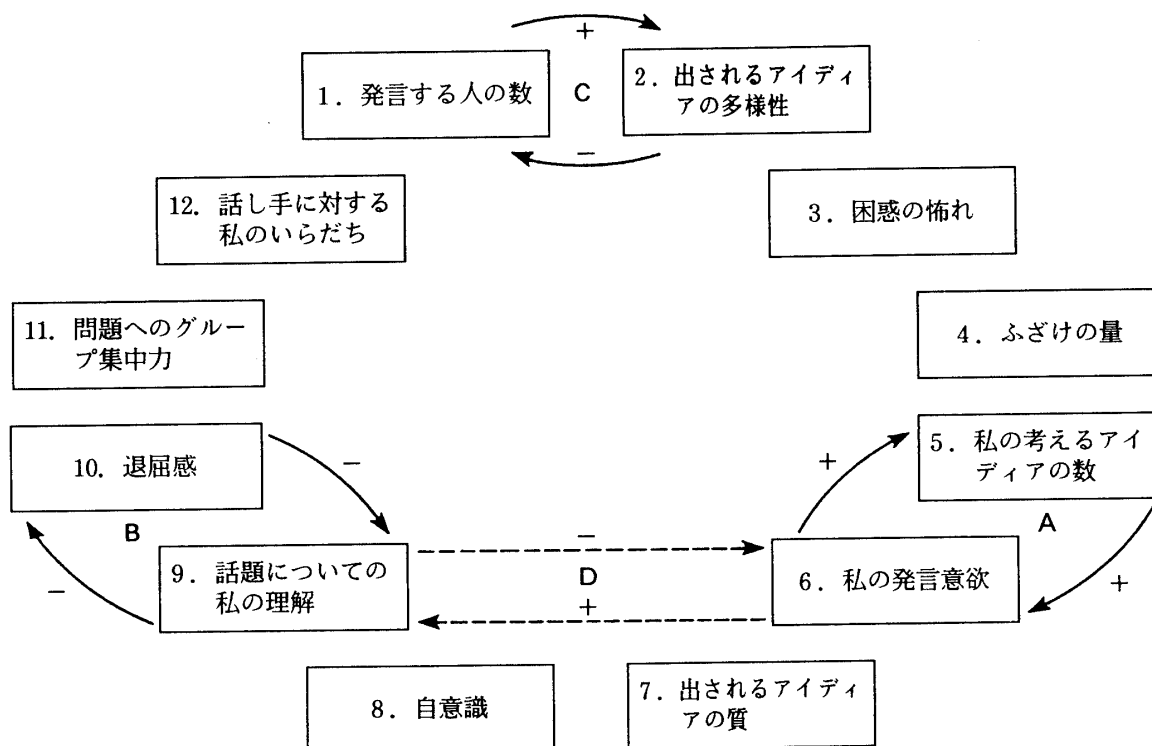 +
1. 発言する人の数
C
2. 出されるアイディ
アの多様性
−
12. 話し手に対する
私のいらだち
3. 困惑の怖れ
11. 問題へのグルー
プ集中力
4. ふざけの量
10. 退屈感
−
+
5. 私の考えるアイ
ディアの数
B
A
−
9. 話題についての
私の理解
−
D
+
6. 私の発言意欲
+
8. 自意識
7. 出されるアイディ
アの質